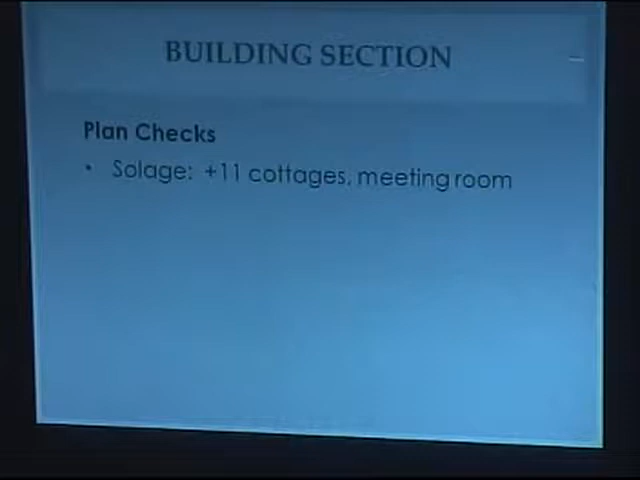 BUILDING SECTION
Plan Checks
• Solage: +11 cottages, meeting room